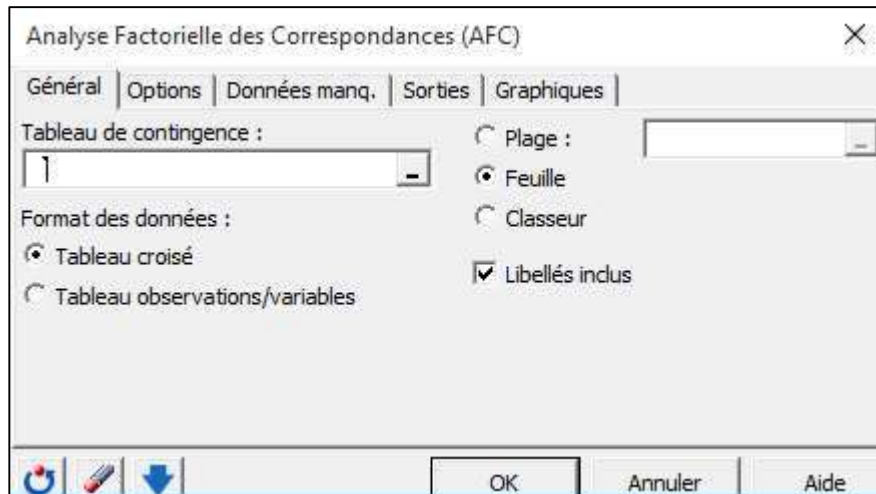 Analyse Factorielle des Correspondances (AFC)
Général Options Données manq. Sorties Graphiques
Tableau de contingence :
Format des données :
Tableau croisé
Tableau observations/variables
Plage :
Feuille
Classeur
Libellés inclus
OK Annuler Aide